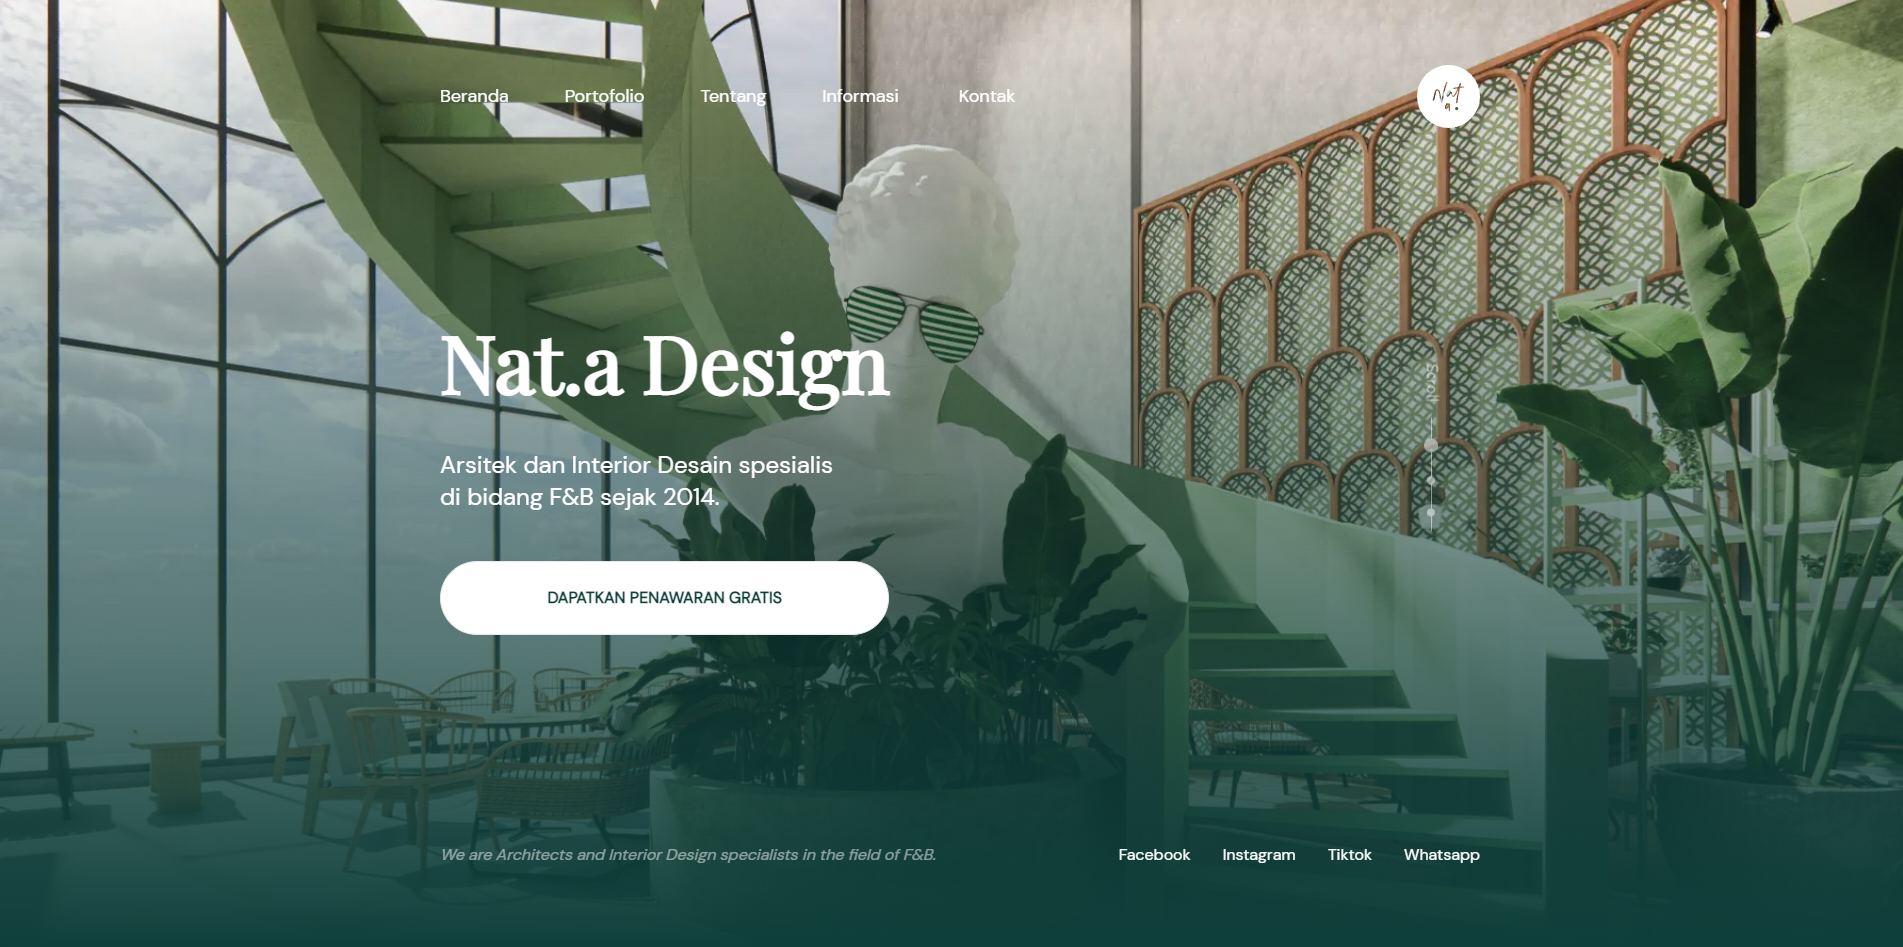 Beranda Portofolio Tentang Informasi Kontak
Nat
a.
Nat.a Design
Scroll
Arsitek dan Interior Desain spesialis
di bidang F&B sejak 2014.
DAPATKAN PENAWARAN GRATIS
We are Architects and Interior Design specialists in the field of F&B.
Facebook Instagram Tiktok Whatsapp